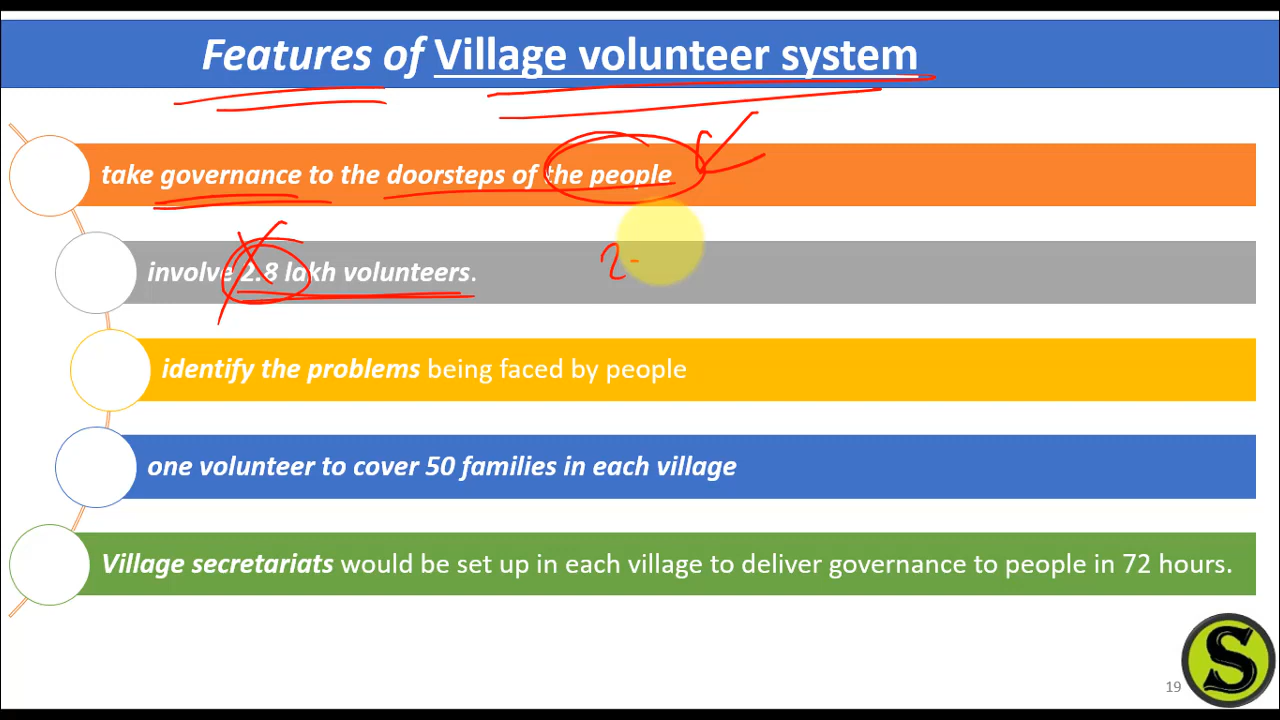 Features of Village volunteer system
take governance to the doorsteps of the people
involve 2.8 lakh volunteers.
2
identify the problems being faced by people
one volunteer to cover 50 families in each village
Village secretariats would be set up in each village to deliver governance to people in 72 hours.
S
19